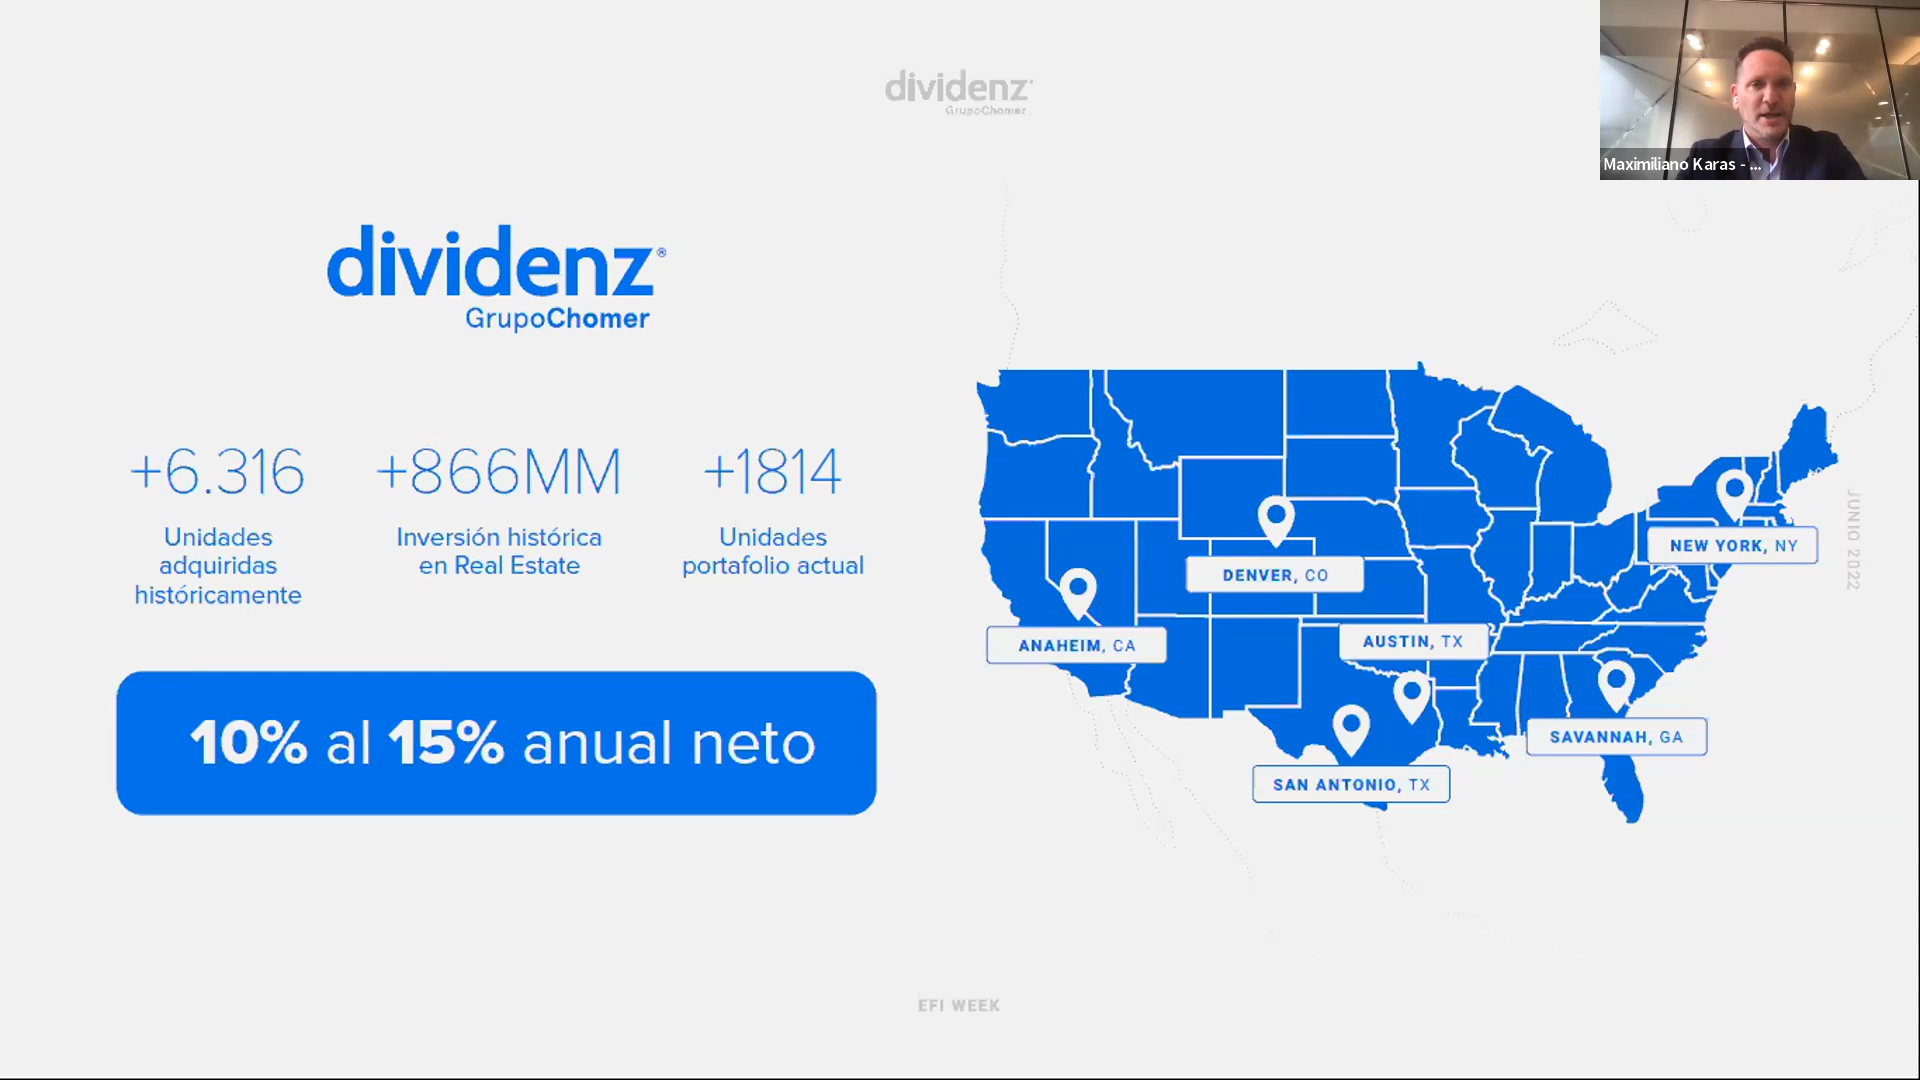 dividenz
GrupoChomer
Maximiliano Karas - ...
dividenz®
GrupoChomer
+6.316
Unidades
adquiridas
históricamente
+866MM
Inversión histórica
en Real Estate
+1814
Unidades
portafolio actual
10% al 15% anual neto
NEW YORK, NY
DENVER, CO
ANAHEIM, CA
AUSTIN, TX
SAVANNAH, GA
SAN ANTONIO, TX
JUNIO 2022
EFI WEEK